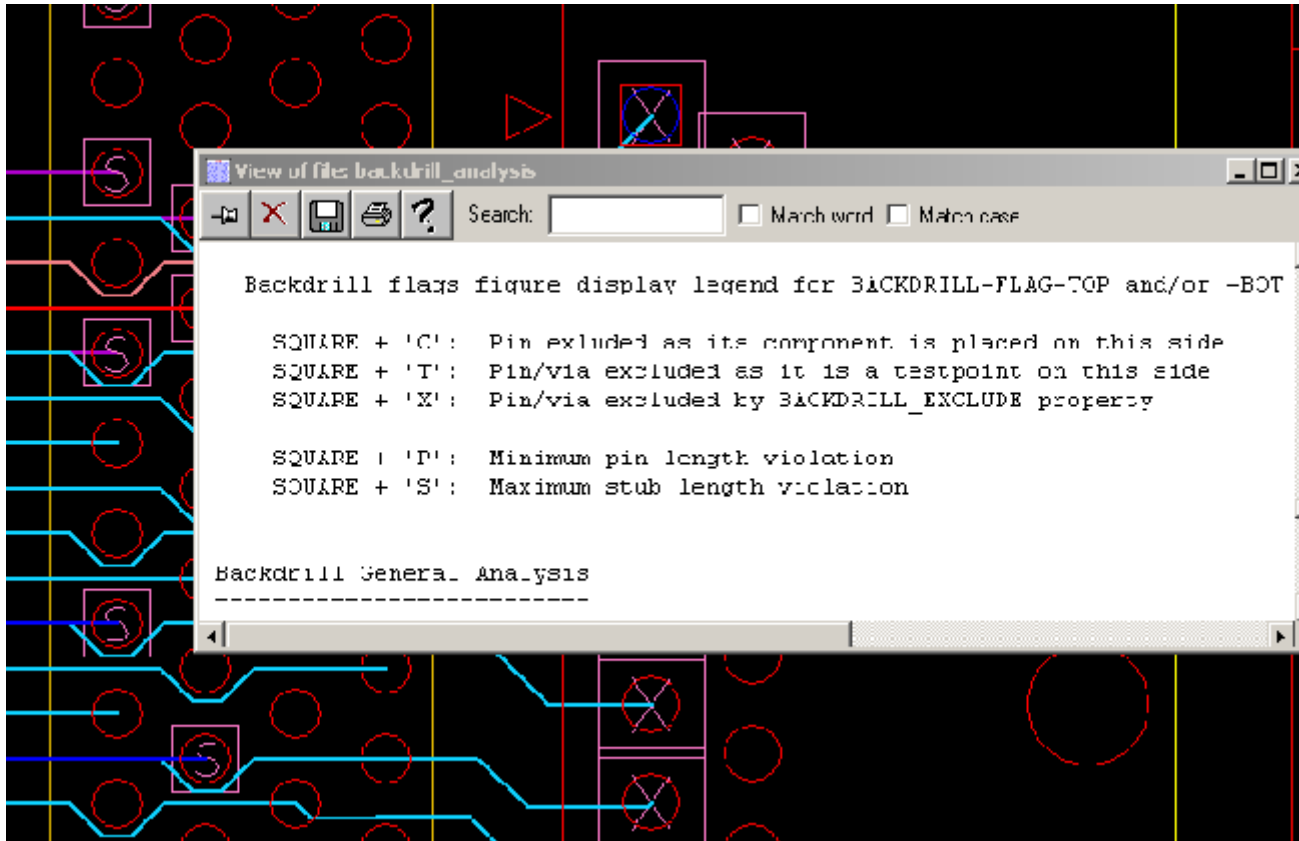 S
X
S
View of file: backdrill_analysis
Search: Match word Match case
Backdrill flags figure display legend for BACKDRILL-FLAG-TOP and/or -BOT
SQUARE + 'C': Pin exluded as its component is placed on this side
SQUARE + 'T': Pin/via excluded as it is a testpoint on this side
SQUARE + 'X': Pin/via excluded by BACKDRILL_EXCLUDE property
S
SQUARE + 'P': Minimum pin length violation
SQUARE + 'S': Maximum stub length violation
Backdrill General Analysis
---------------------------
S
X
S
X